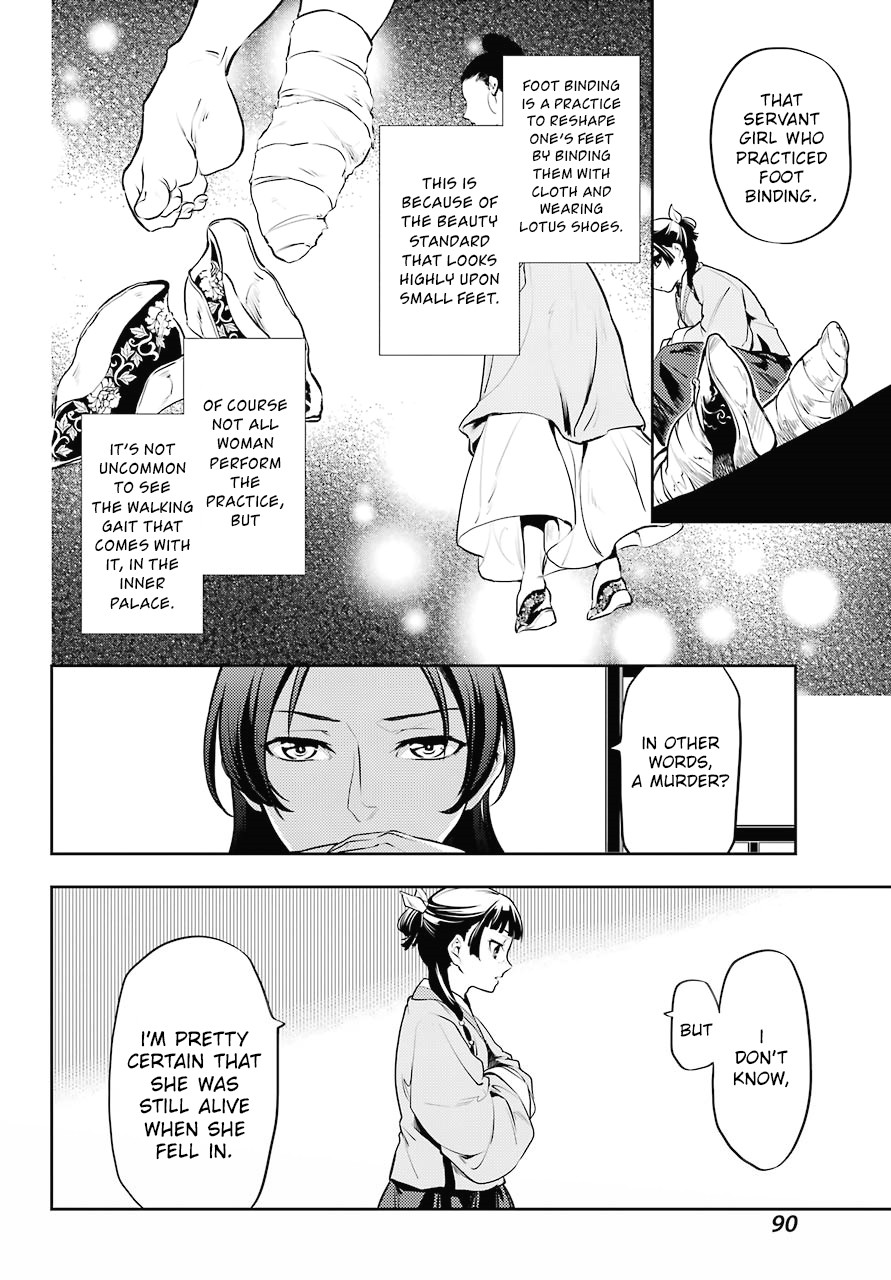 THAT
SERVANT
GIRL WHO
PRACTICED
FOOT
BINDING.
FOOT BINDING
IS A PRACTICE
TO RESHAPE
ONE'S FEET
BY BINDING
THEM WITH
CLOTH AND
WEARING
LOTUS SHOES.
THIS IS
BECAUSE OF
THE BEAUTY
STANDARD
THAT LOOKS
HIGHLY UPON
SMALL FEET.
OF COURSE
NOT ALL
WOMAN
PERFORM
THE
PRACTICE,
BUT
IT'S NOT
UNCOMMON
TO SEE
THE WALKING
GAIT THAT
COMES WITH
IT, IN THE
INNER
PALACE.
IN OTHER
WORDS,
A MURDER?
I
DON'T
KNOW,
BUT
I'M PRETTY
CERTAIN THAT
SHE WAS
STILL ALIVE
WHEN SHE
FELL IN.
90